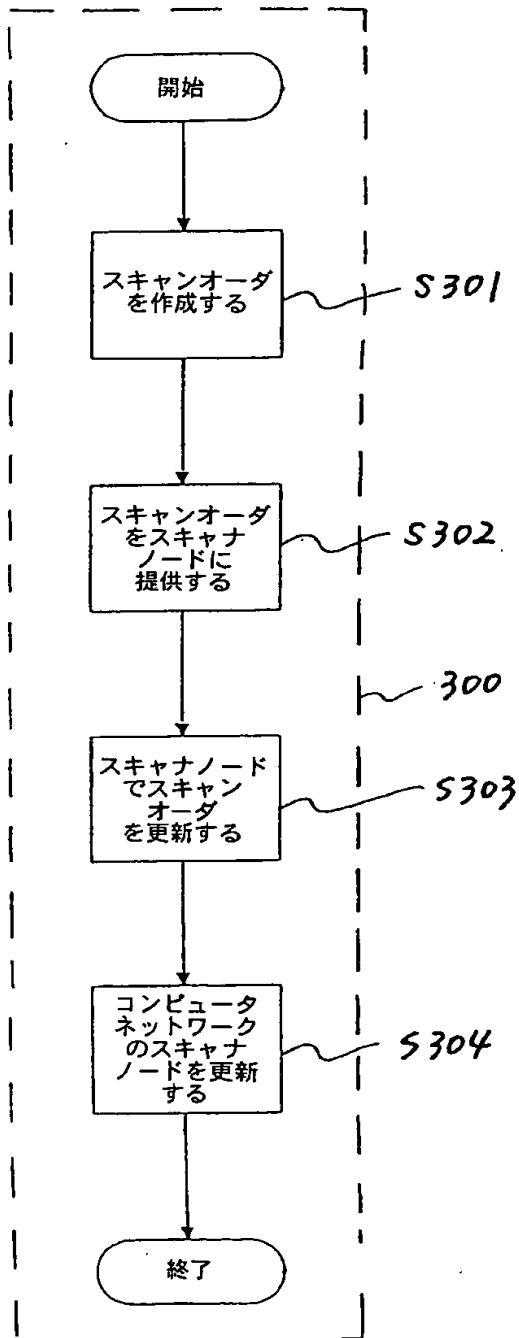 開始
スキャンオーダ
を作成する
S301
スキャンオーダ
をスキャナ
ノードに
提供する
S302
300
スキャナノード
でスキャン
オーダ
を更新する
S303
コンピュータ
ネットワーク
のスキャナ
ノードを更新
する
S304
終了